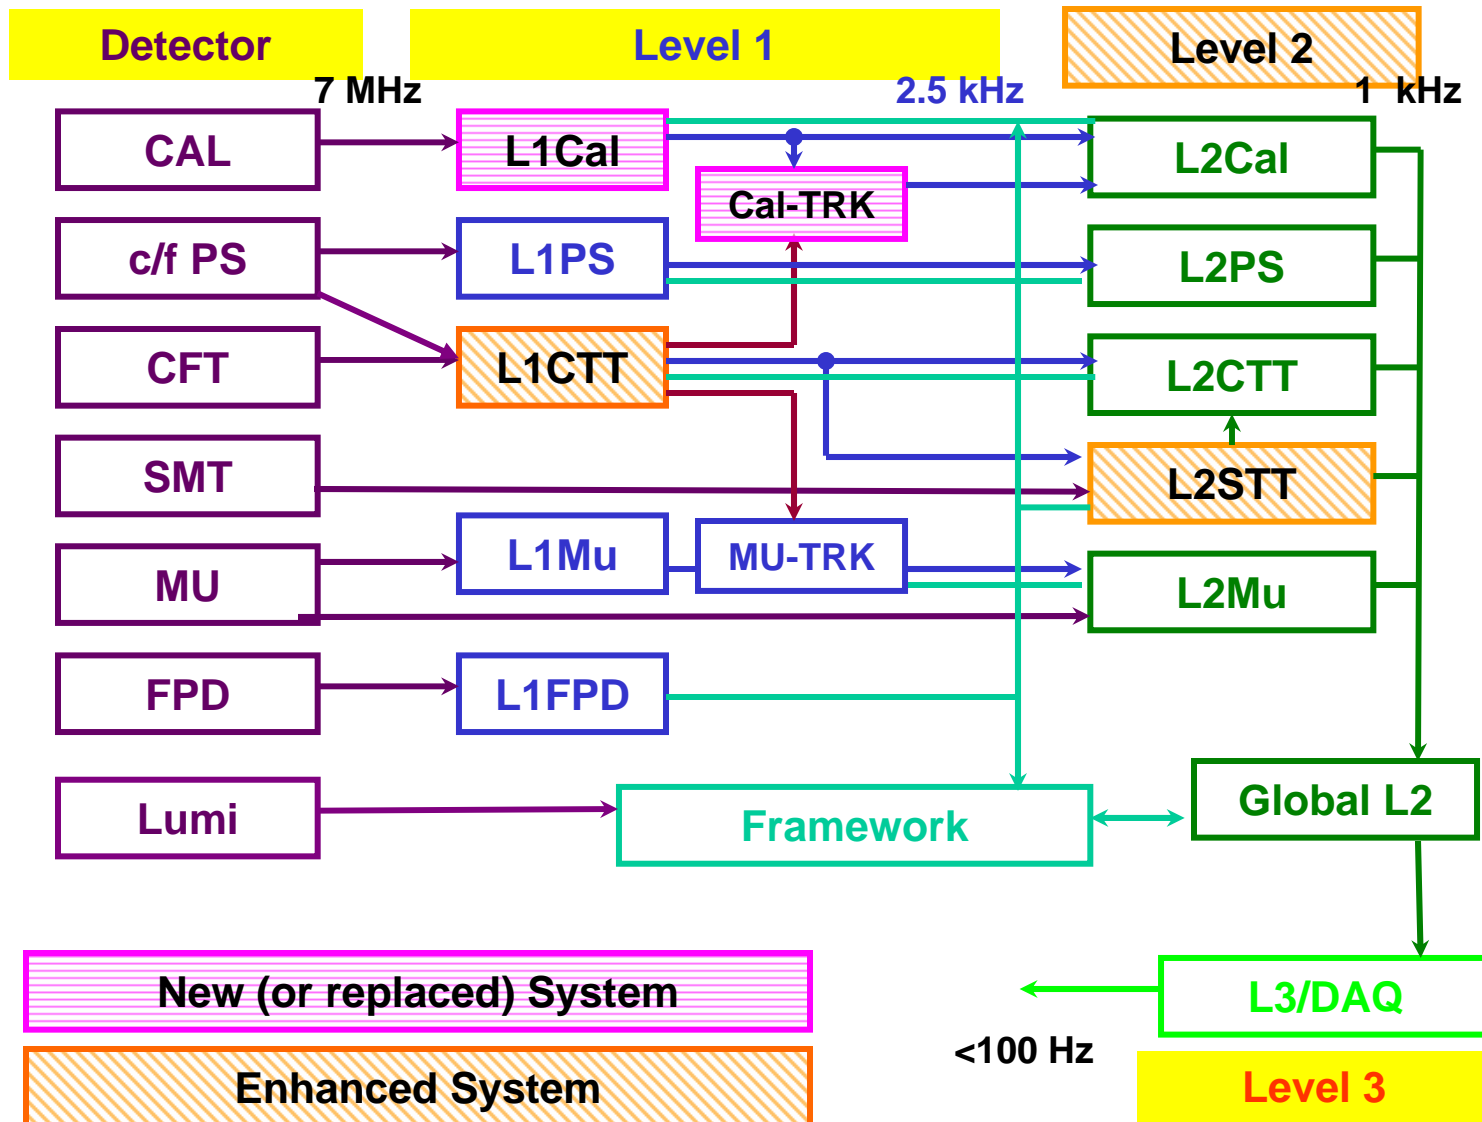 Detector
Level 1
Level 2
7 MHz
2.5 kHz
1 kHz
CAL
L1Cal
L2Cal
Cal-TRK
c/f PS
L1PS
L2PS
CFT
L1CTT
L2CTT
SMT
L2STT
MU
L1Mu
MU-TRK
L2Mu
FPD
L1FPD
Lumi
Framework
Global L2
New (or replaced) System
L3/DAQ
<100 Hz
Enhanced System
Level 3